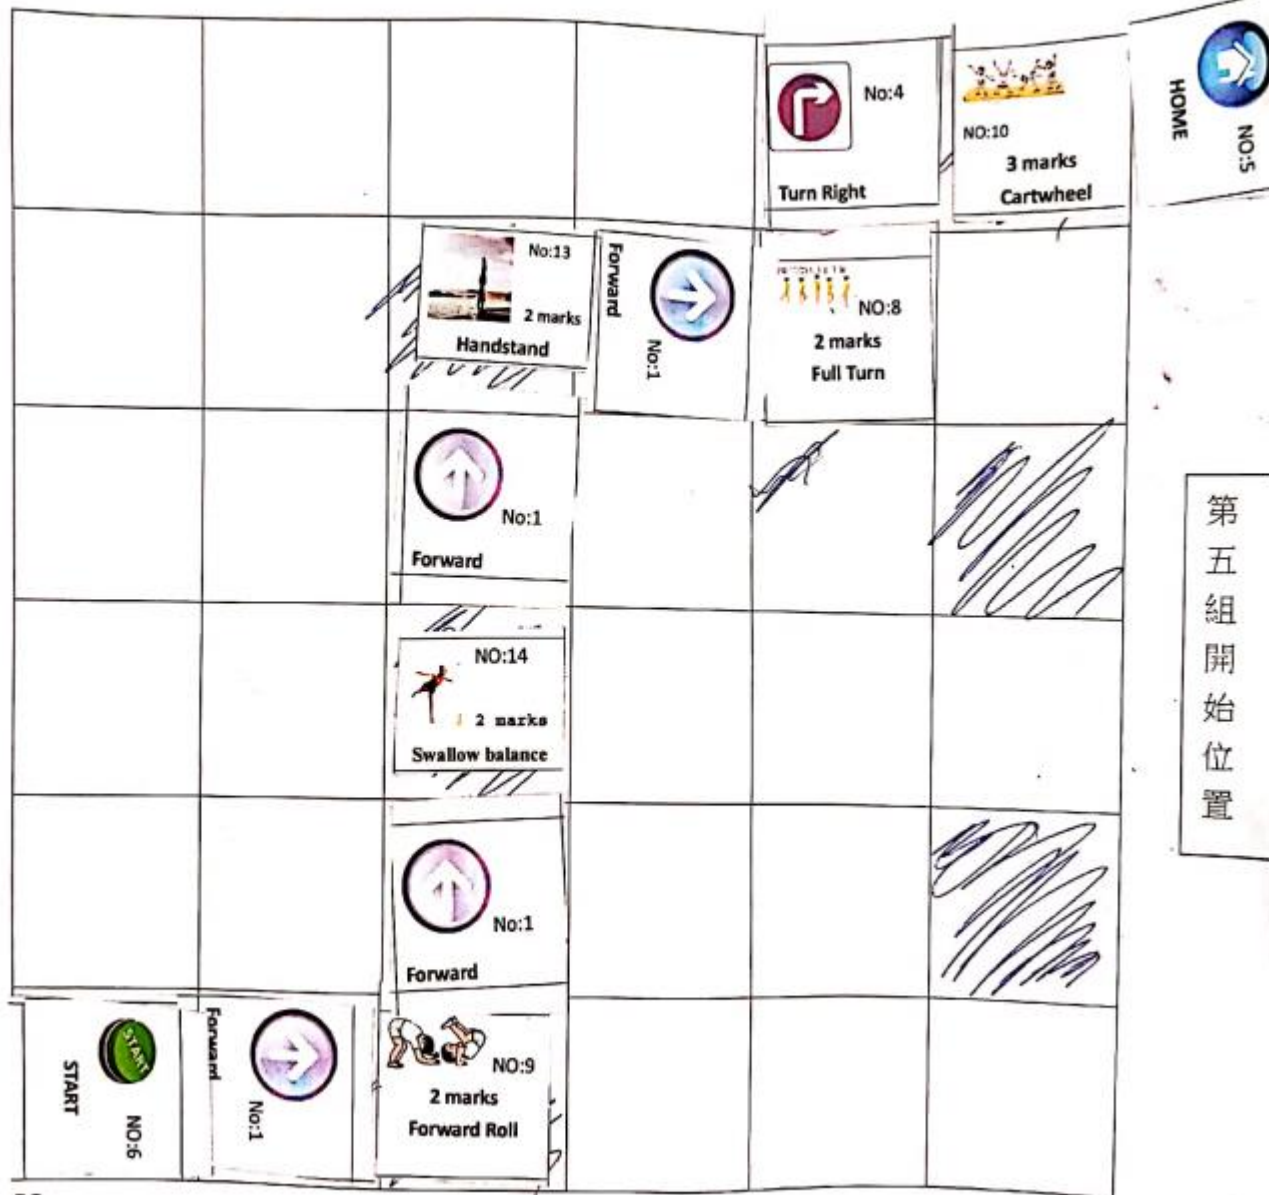 No:4
Turn Right
NO:10
3 marks
Cartwheel
HOME
NO:5
No:13
2 marks
Handstand
Forward
No:1
NO:8
2 marks
Full Turn
No:1
Forward
第五組開始位置
NO:14
2 marks
Swallow balance
No:1
Forward
START
START
NO:6
Forward
No:1
NO:9
2 marks
Forward Roll